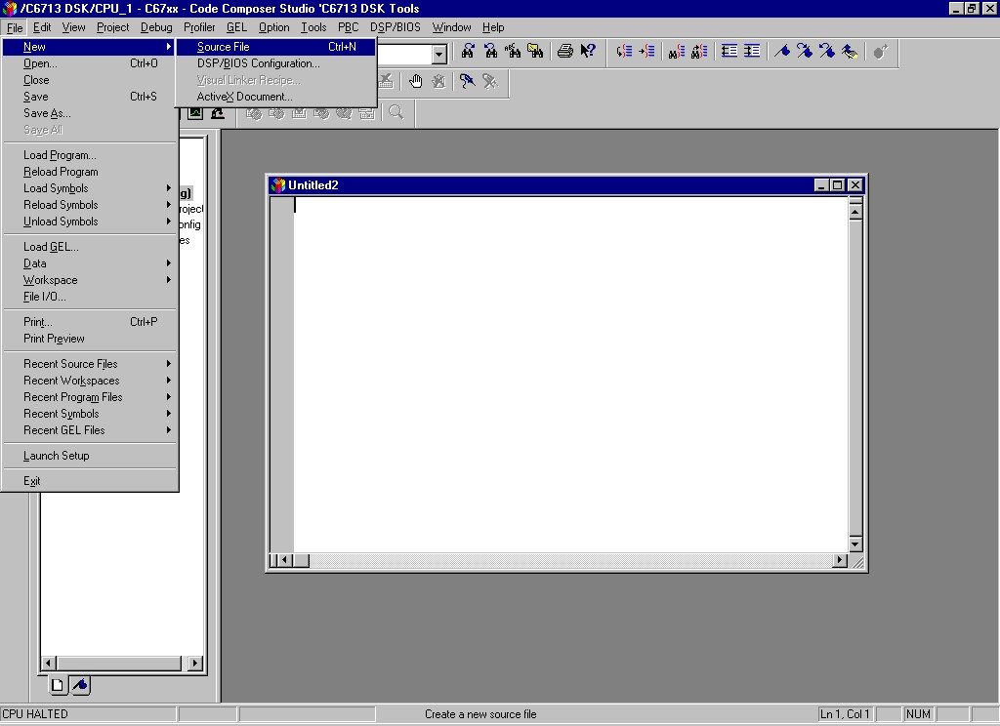 /C6713 DSK/CPU_1 - C67xx - Code Composer Studio 'C6713 DSK Tools
File Edit View Project Debug Profiler GEL Option Tools PBC DSP/BIOS Window Help
New
Open... Ctrl+O
Close
Save Ctrl+S
Save As...
Save All
Load Program...
Reload Program
Load Symbols
Reload Symbols
Unload Symbols
Load GEL...
Data
Workspace
File I/O...
Print... Ctrl+P
Print Preview
Recent Source Files
Recent Workspaces
Recent Program Files
Recent Symbols
Recent GEL Files
Launch Setup
Exit
Source File Ctrl+N
DSP/BIOS Configuration...
Visual Linker Recipe...
ActiveX Document...
g)
roject
onfig
es
Untitled2
CPU HALTED
Create a new source file
Ln 1, Col 1
NUM